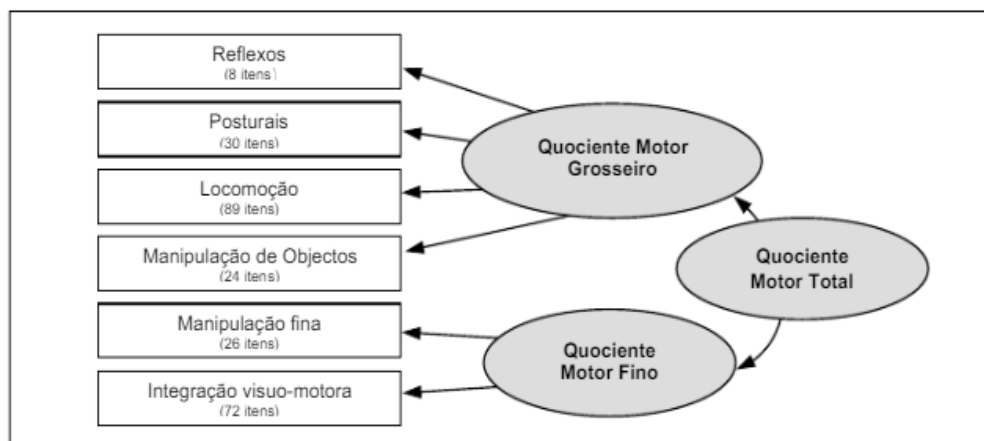 Reflexos
(8 itens)
Posturais
(30 itens)
Locomoção
(89 itens)
Manipulação de Objectos
(24 itens)
Manipulação fina
(26 itens)
Integração visuo-motora
(72 itens)
Quociente Motor
Grosseiro
Quociente
Motor Fino
Quociente
Motor Total